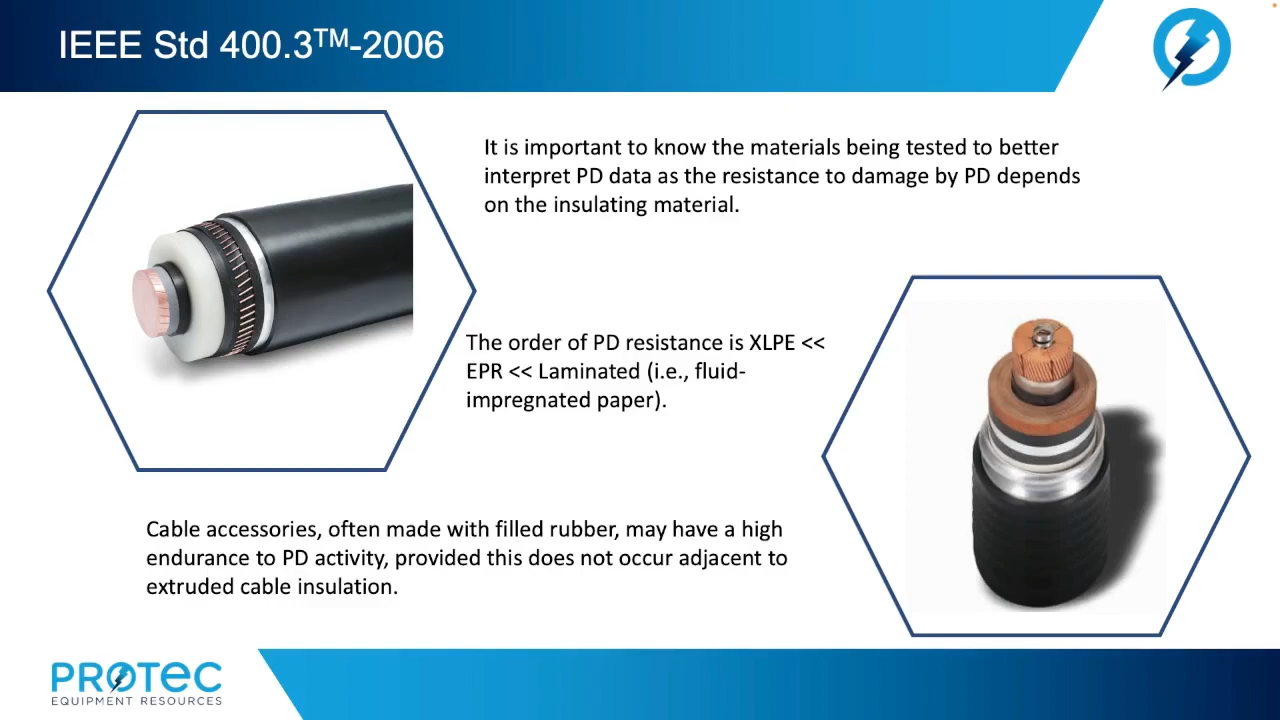 IEEE Std 400.3™-2006
It is important to know the materials being tested to better
interpret PD data as the resistance to damage by PD depends
on the insulating material.
The order of PD resistance is XLPE <<
EPR << Laminated (i.e., fluid-
impregnated paper).
Cable accessories, often made with filled rubber, may have a high
endurance to PD activity, provided this does not occur adjacent to
extruded cable insulation.
PROTEC
EQUIPMENT RESOURCES